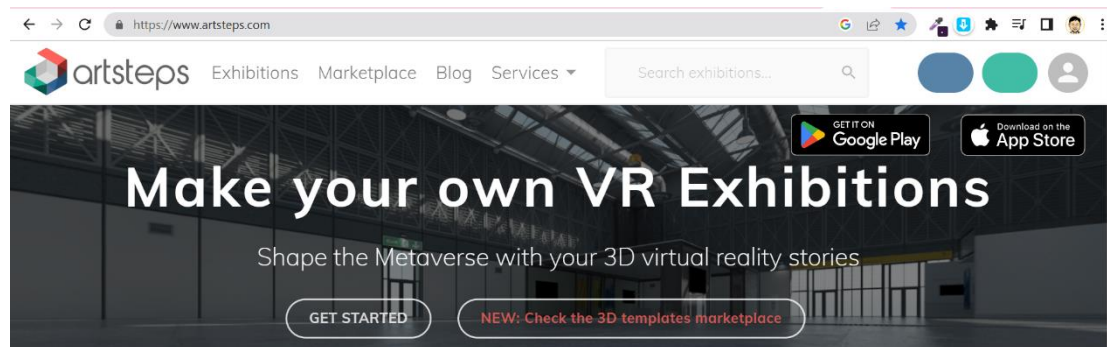 https://www.artsteps.com
artsteps Exhibitions Marketplace Blog Services Search exhibitions...
GET IT ON
Google Play
Download on the
App Store
Make your own VR Exhibitions
Shape the Metaverse with your 3D virtual reality stories
GET STARTED
NEW: Check the 3D templates marketplace